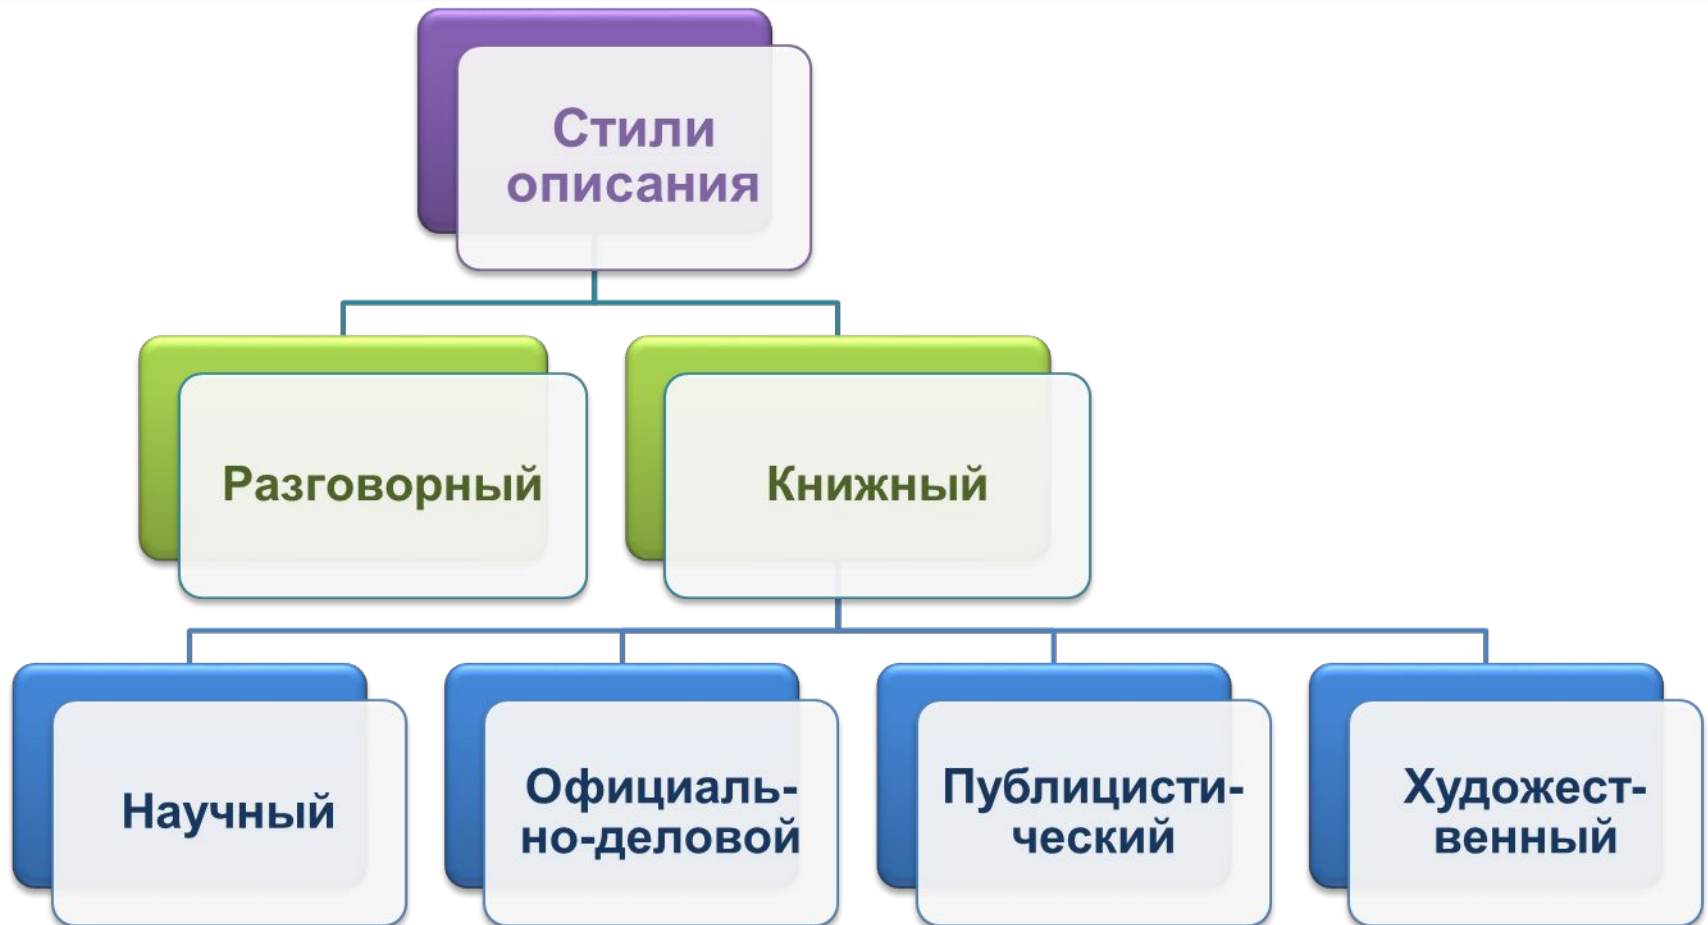 Стили
описания
Разговорный
Книжный
Научный
Официаль-
но-деловой
Публицисти-
ческий
Художест-
венный